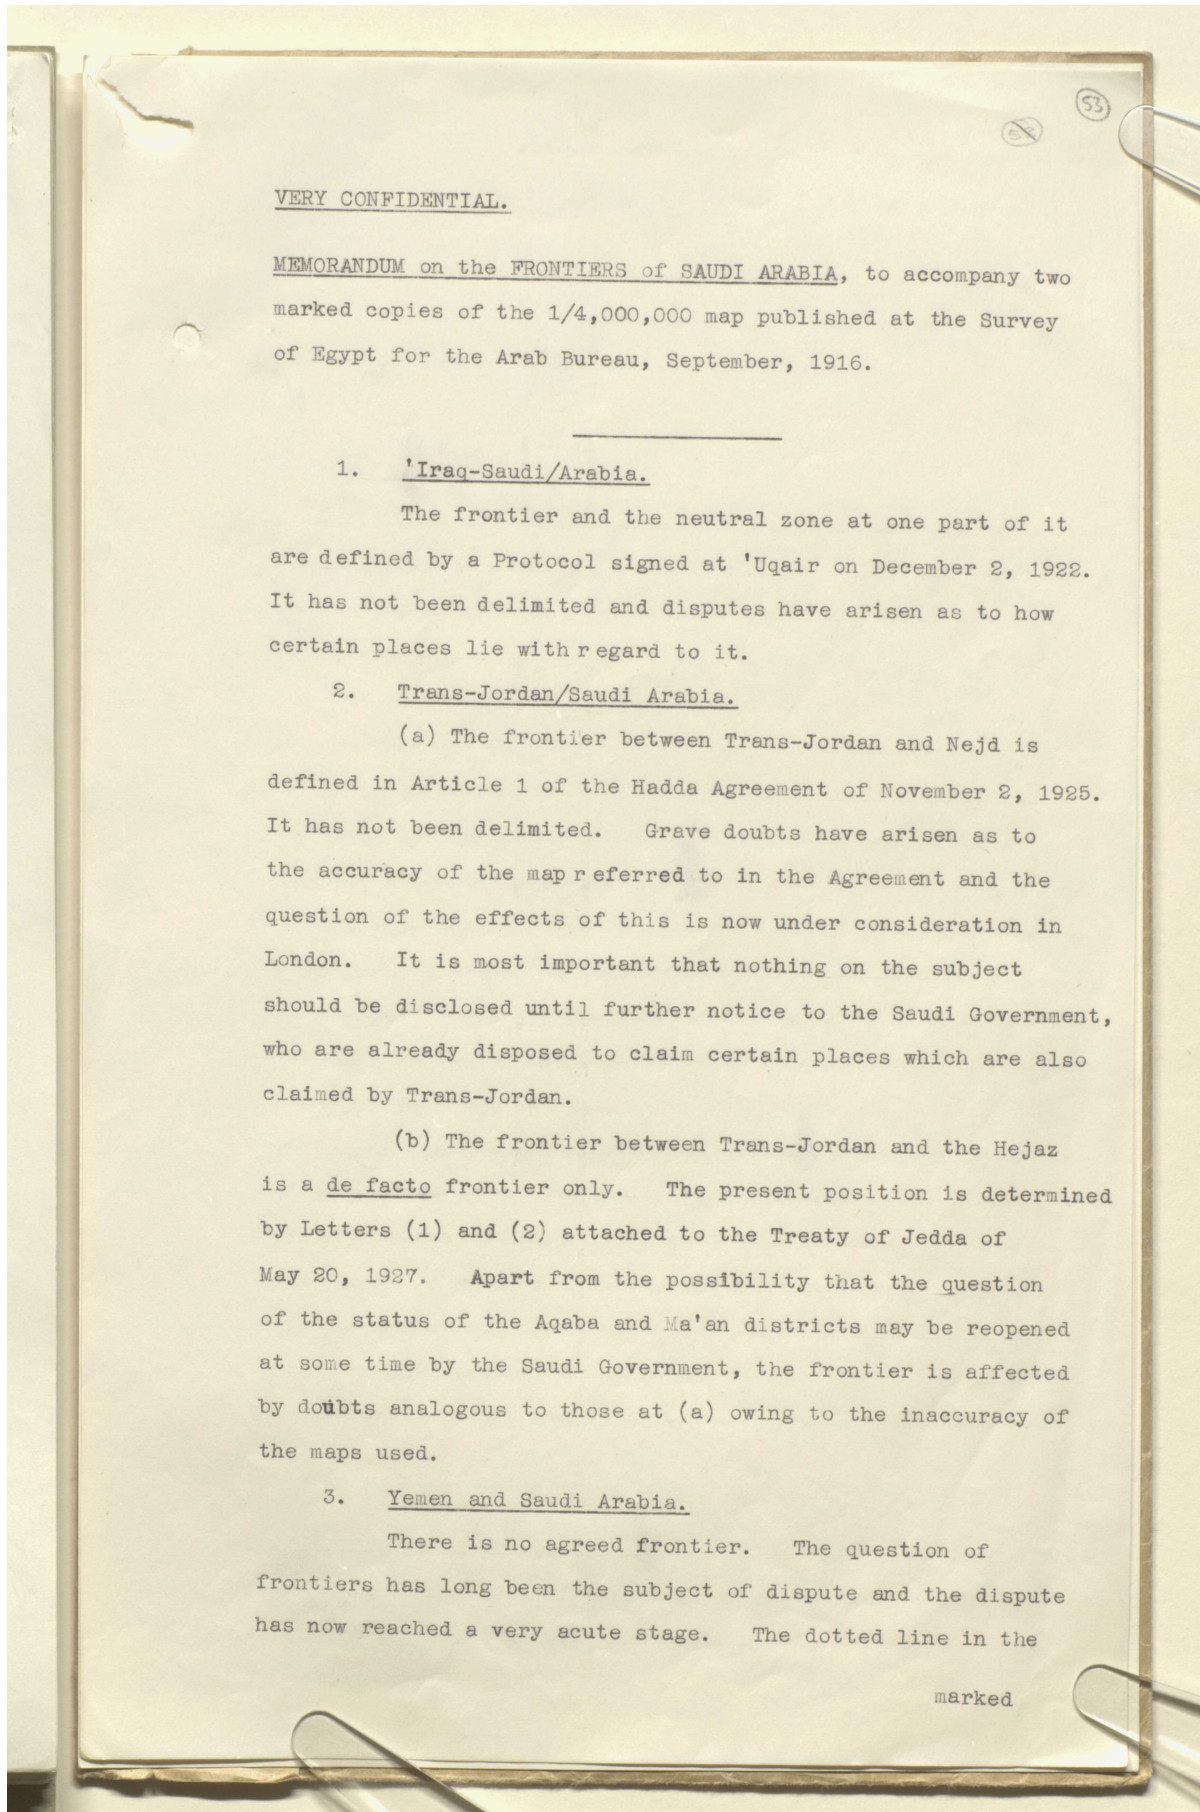 53
52
VERY CONFIDENTIAL.
MEMORANDUM on the FRONTIERS of SAUDI ARABIA, to accompany two
marked copies of the 1/4,000,000 map published at the Survey
of Egypt for the Arab Bureau, September, 1916.
1. 'Iraq-Saudi/Arabia.
The frontier and the neutral zone at one part of it
are defined by a Protocol signed at 'Uqair on December 2, 1922.
It has not been delimited and disputes have arisen as to how
certain places lie with regard to it.
2. Trans-Jordan/Saudi Arabia.
(a) The frontier between Trans-Jordan and Nejd is
defined in Article 1 of the Hadda Agreement of November 2, 1925.
It has not been delimited. Grave doubts have arisen as to
the accuracy of the map referred to in the Agreement and the
question of the effects of this is now under consideration in
London. It is most important that nothing on the subject
should be disclosed until further notice to the Saudi Government,
who are already disposed to claim certain places which are also
claimed by Trans-Jordan.
(b) The frontier between Trans-Jordan and the Hejaz
is a de facto frontier only. The present position is determined
by Letters (1) and (2) attached to the Treaty of Jedda of
May 20, 1927. Apart from the possibility that the question
of the status of the Aqaba and Ma'an districts may be reopened
at some time by the Saudi Government, the frontier is affected
by doubts analogous to those at (a) owing to the inaccuracy of
the maps used.
3. Yemen and Saudi Arabia.
There is no agreed frontier. The question of
frontiers has long been the subject of dispute and the dispute
has now reached a very acute stage. The dotted line in the
marked